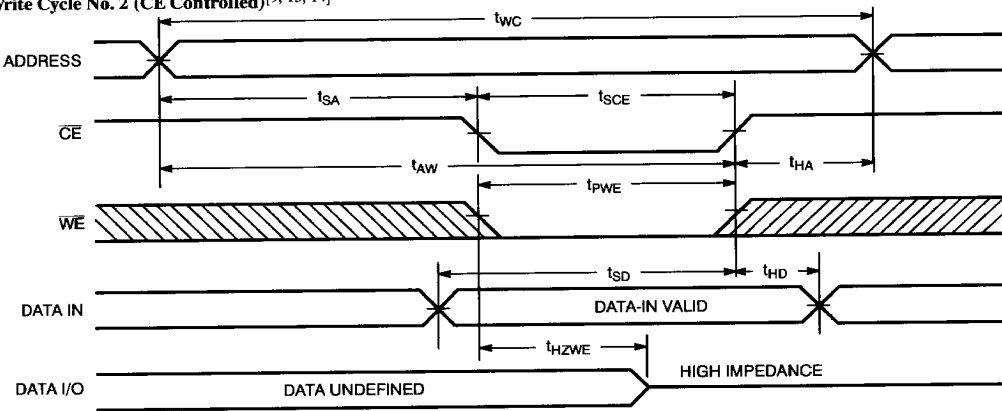 Write Cycle No. 2 (CE Controlled)
tWC
ADDRESS
tSA
tSCE
CE
tAW
tHA
tPWE
WE
tSD
tHD
DATA IN
DATA-IN VALID
tHZWE
DATA I/O
DATA UNDEFINED
HIGH IMPEDANCE